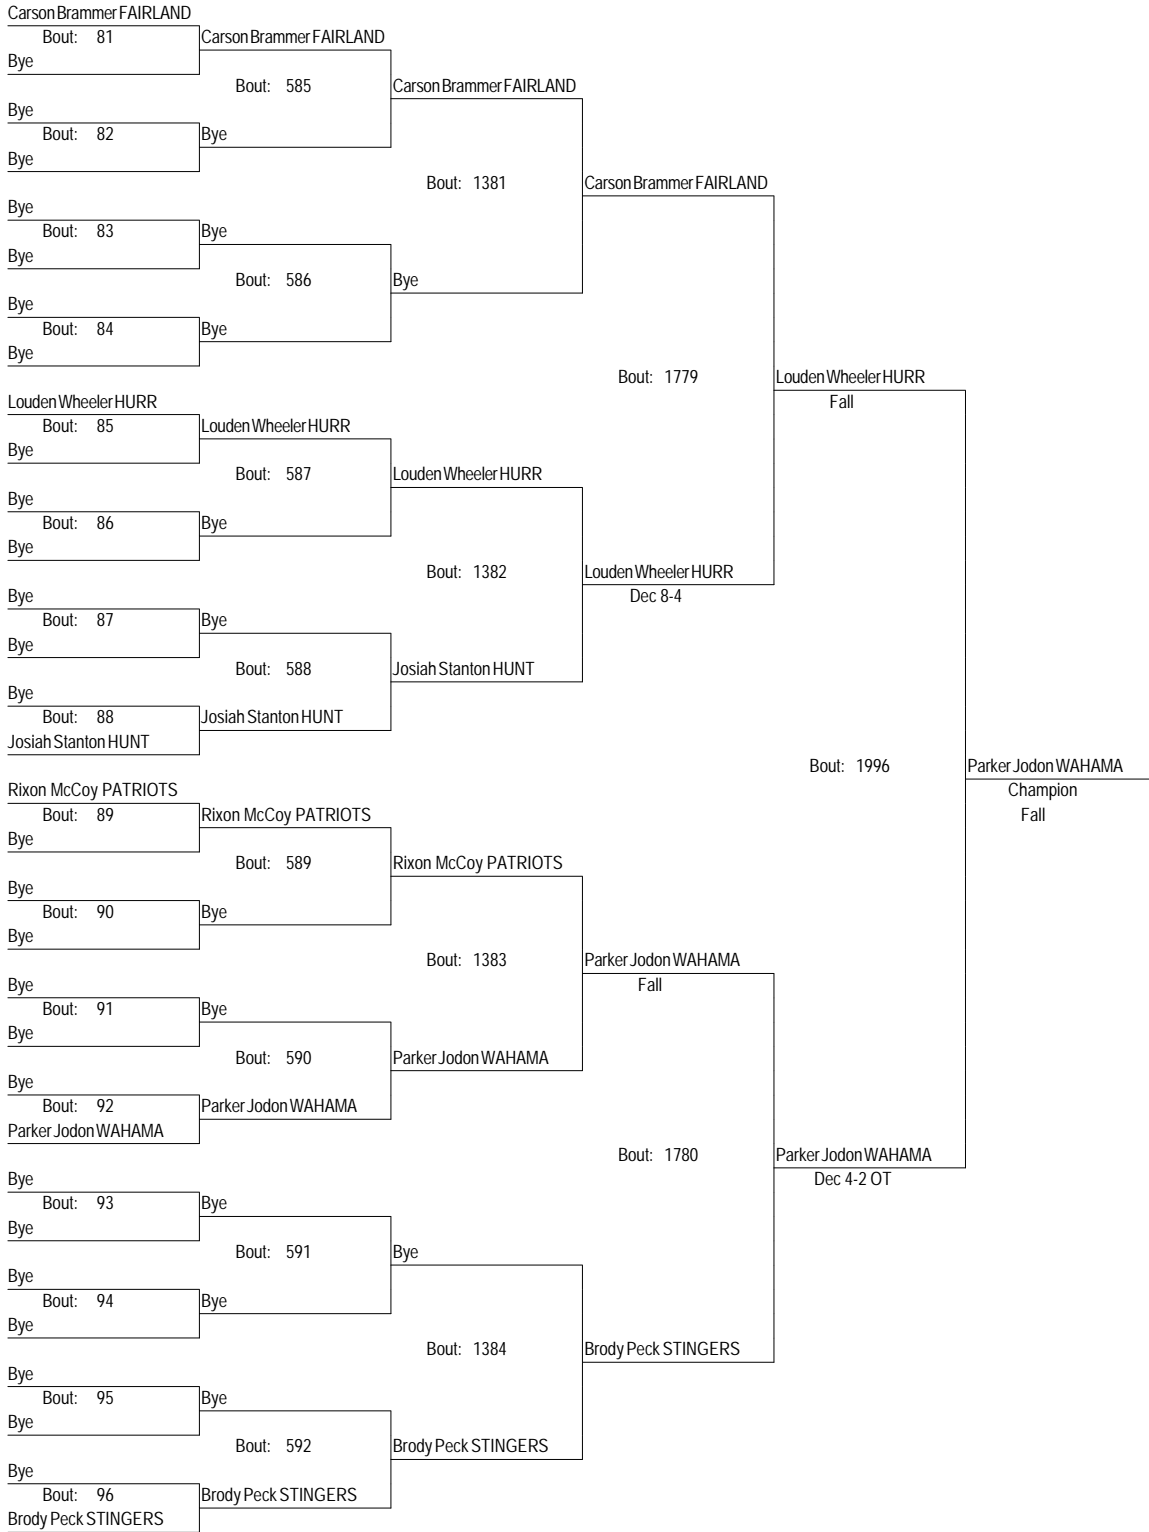 Carson Brammer FAIRLAND
Bout: 81 Carson Brammer FAIRLAND
Bye
Bout: 585 Carson Brammer FAIRLAND
Bye
Bout: 82 Bye
Bye
Bout: 1381 Carson Brammer FAIRLAND
Bye
Bout: 83 Bye
Bye
Bout: 586 Bye
Bye
Bout: 84 Bye
Bye
Bout: 1779 Louden Wheeler HURR
Fall
Louden Wheeler HURR
Bout: 85 Louden Wheeler HURR
Bye
Bout: 587 Louden Wheeler HURR
Bye
Bout: 86 Bye
Bye
Bout: 1382 Louden Wheeler HURR
Dec 8-4
Bye
Bout: 87 Bye
Bye
Bout: 588 Josiah Stanton HUNT
Bye
Bout: 88 Josiah Stanton HUNT
Josiah Stanton HUNT
Bout: 1996 Parker Jodon WAHAMA
Champion
Fall
Rixon McCoy PATRIOTS
Bout: 89 Rixon McCoy PATRIOTS
Bye
Bout: 589 Rixon McCoy PATRIOTS
Bye
Bout: 90 Bye
Bye
Bout: 1383 Parker Jodon WAHAMA
Fall
Bye
Bout: 91 Bye
Bye
Bout: 590 Parker Jodon WAHAMA
Bye
Bout: 92 Parker Jodon WAHAMA
Parker Jodon WAHAMA
Bout: 1780 Parker Jodon WAHAMA
Dec 4-2 OT
Bye
Bout: 93 Bye
Bye
Bout: 591 Bye
Bye
Bout: 94 Bye
Bye
Bout: 1384 Brody Peck STINGERS
Bye
Bout: 95 Bye
Bye
Bout: 592 Brody Peck STINGERS
Bye
Bout: 96 Brody Peck STINGERS
Brody Peck STINGERS